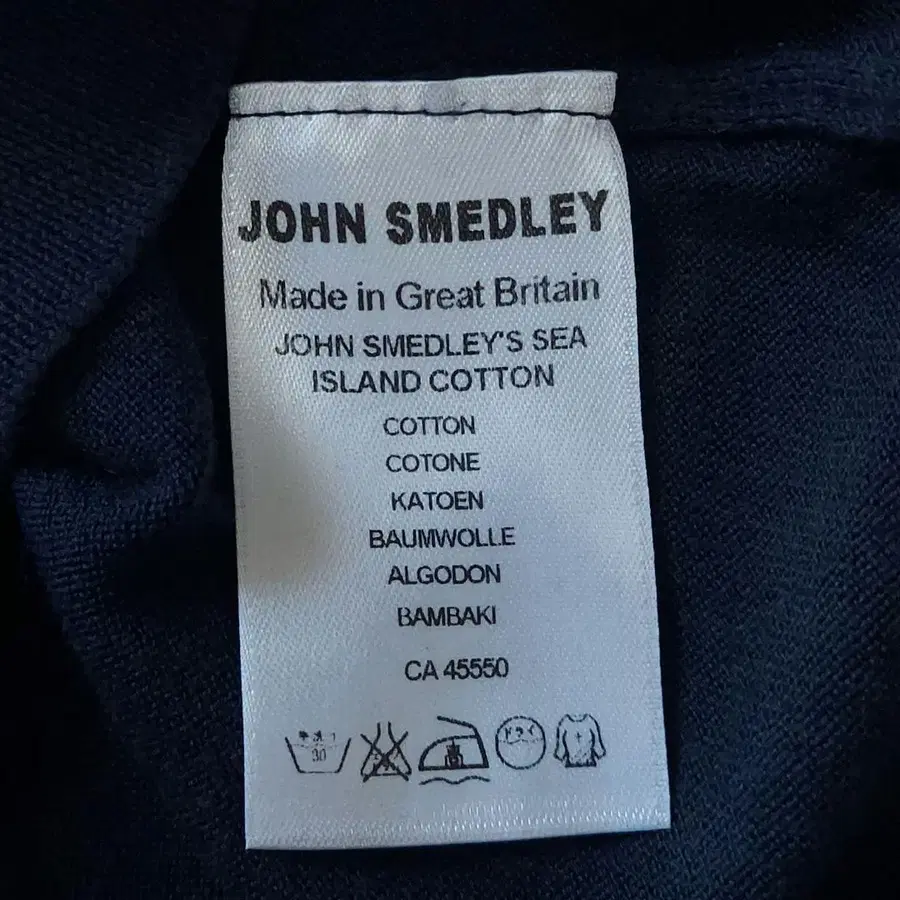 JOHN SMEDLEY
Made in Great Britain
JOHN SMEDLEY'S SEA
ISLAND COTTON
COTTON
COTONE
KATOEN
BAUMWOLLE
ALGODON
BAMBAKI
CA 45550
30